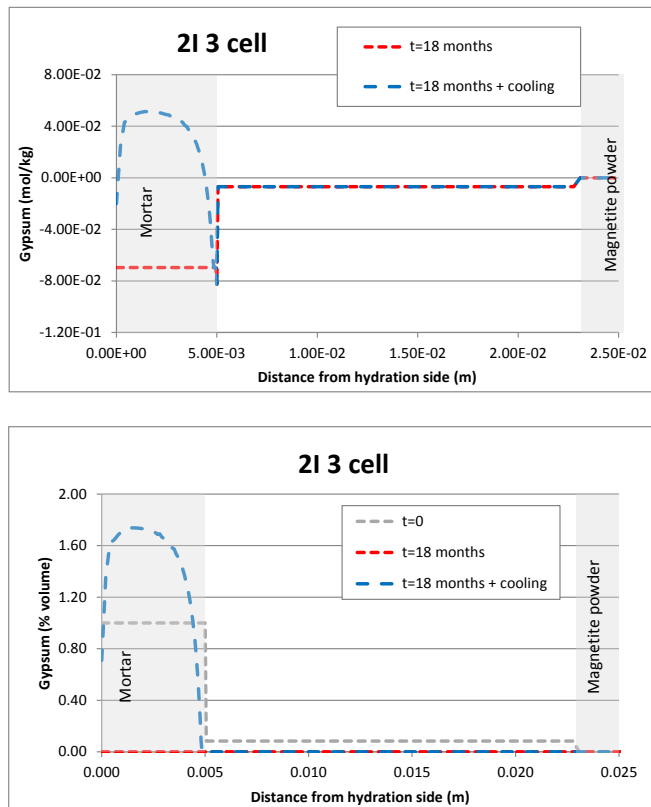 2I 3 cell
t=18 months
t=18 months + cooling
8.00E-02
4.00E-02
0.00E+00
-4.00E-02
-8.00E-02
-1.20E-01
Gypsum (mol/kg)
Mortar
Magnetite powder
0.00E+00 5.00E-03 1.00E-02 1.50E-02 2.00E-02 2.50E-02
Distance from hydration side (m)
2I 3 cell
t=0
t=18 months
t=18 months + cooling
2.00
1.60
1.20
0.80
0.40
0.00
Gypsum (% volume)
Mortar
Magnetite powder
0.000 0.005 0.010 0.015 0.020 0.025
Distance from hydration side (m)